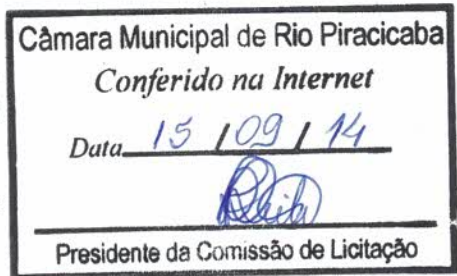 Câmara Municipal de Rio Piracicaba
Conferido na Internet
Data 15 / 09 / 14
Presidente da Comissão de Licitação